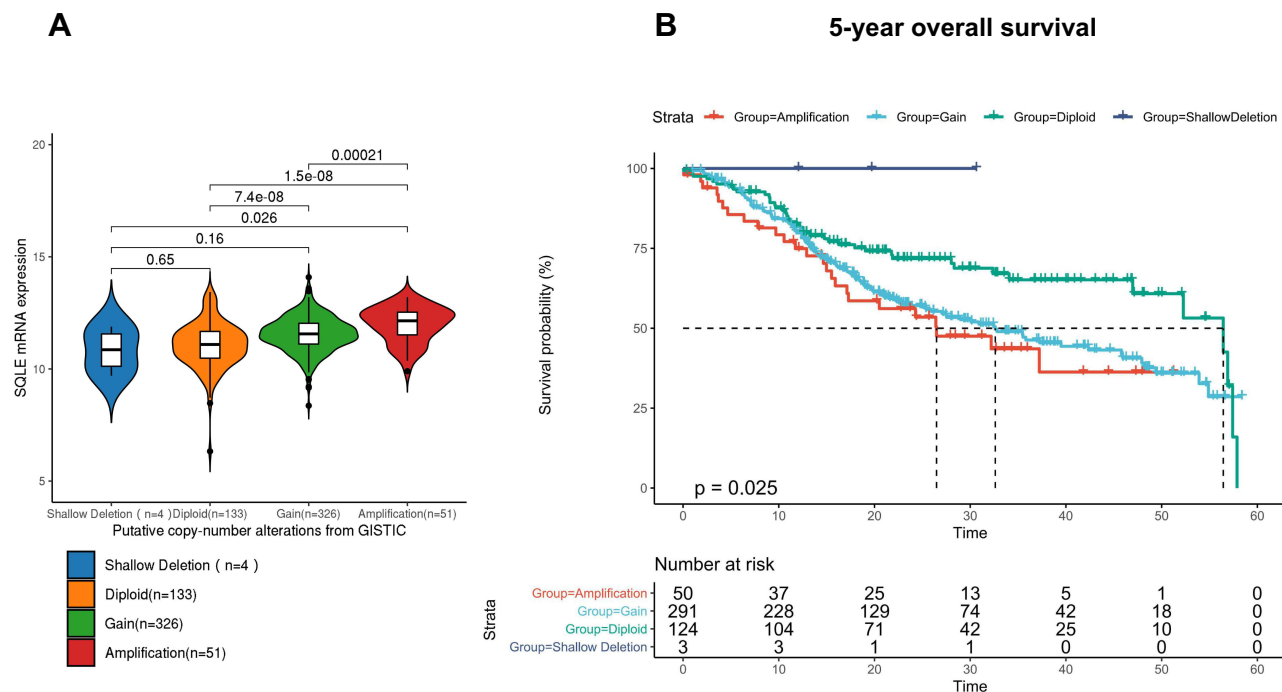 A
20
15
10
5
SQLE mRNA expression
0.00021
1.5e-08
7.4e-08
0.026
0.16
0.65
Shallow Deletion ( n=4 ) Diploid(n=133) Gain(n=326) Amplification(n=51)
Putative copy-number alterations from GISTIC
Shallow Deletion ( n=4 )
Diploid(n=133)
Gain(n=326)
Amplification(n=51)
B
5-year overall survival
Strata Group=Amplification Group=Gain Group=Diploid Group=ShallowDeletion
100
75
50
25
0
Survival probability (%)
p = 0.025
0 10 20 30 40 50 60
Time
Number at risk
Strata
Group=Amplification 50 37 25 13 5 1 0
Group=Gain 291 228 129 74 42 18 0
Group=Diploid 124 104 71 42 25 10 0
Group=Shallow Deletion 3 3 1 1 0 0 0
0 10 20 30 40 50 60
Time